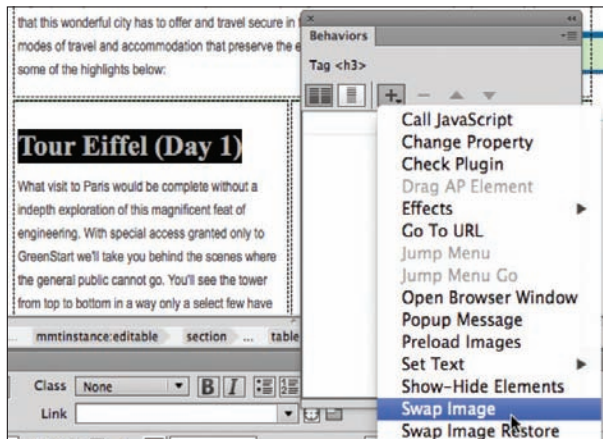 that this wonderful city has to offer and travel secure in
modes of travel and accommodation that preserve the e
some of the highlights below:
Tour Eiffel (Day 1)
What visit to Paris would be complete without a
indepth exploration of this magnificent feat of
engineering. With special access granted only to
GreenStart we'll take you behind the scenes where
the general public cannot go. You'll see the tower
from top to bottom in a way only a select few have
mmtinstance:editable section ... table
Class None B I
Link
Behaviors
Tag <h3>
Call JavaScript
Change Property
Check Plugin
Drag AP Element
Effects
Go To URL
Jump Menu
Jump Menu Go
Open Browser Window
Popup Message
Preload Images
Set Text
Show-Hide Elements
Swap Image
Swap Image Restore